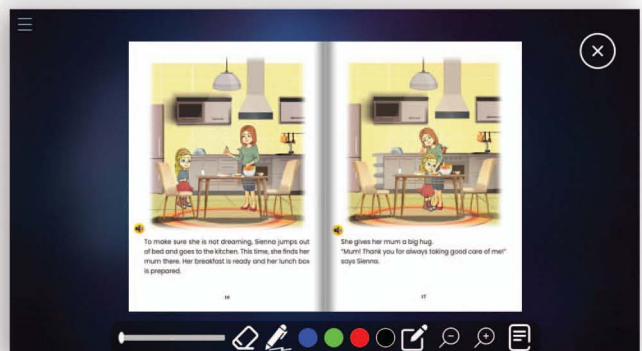 To make sure she is not dreaming, Sienna jumps out
of bed and goes to the kitchen. This time, she finds her
mum there. Her breakfast is ready and her lunch box
is prepared.
16
She gives her mum a big hug.
"Mum! Thank you for always taking good care of me!"
says Sienna.
17